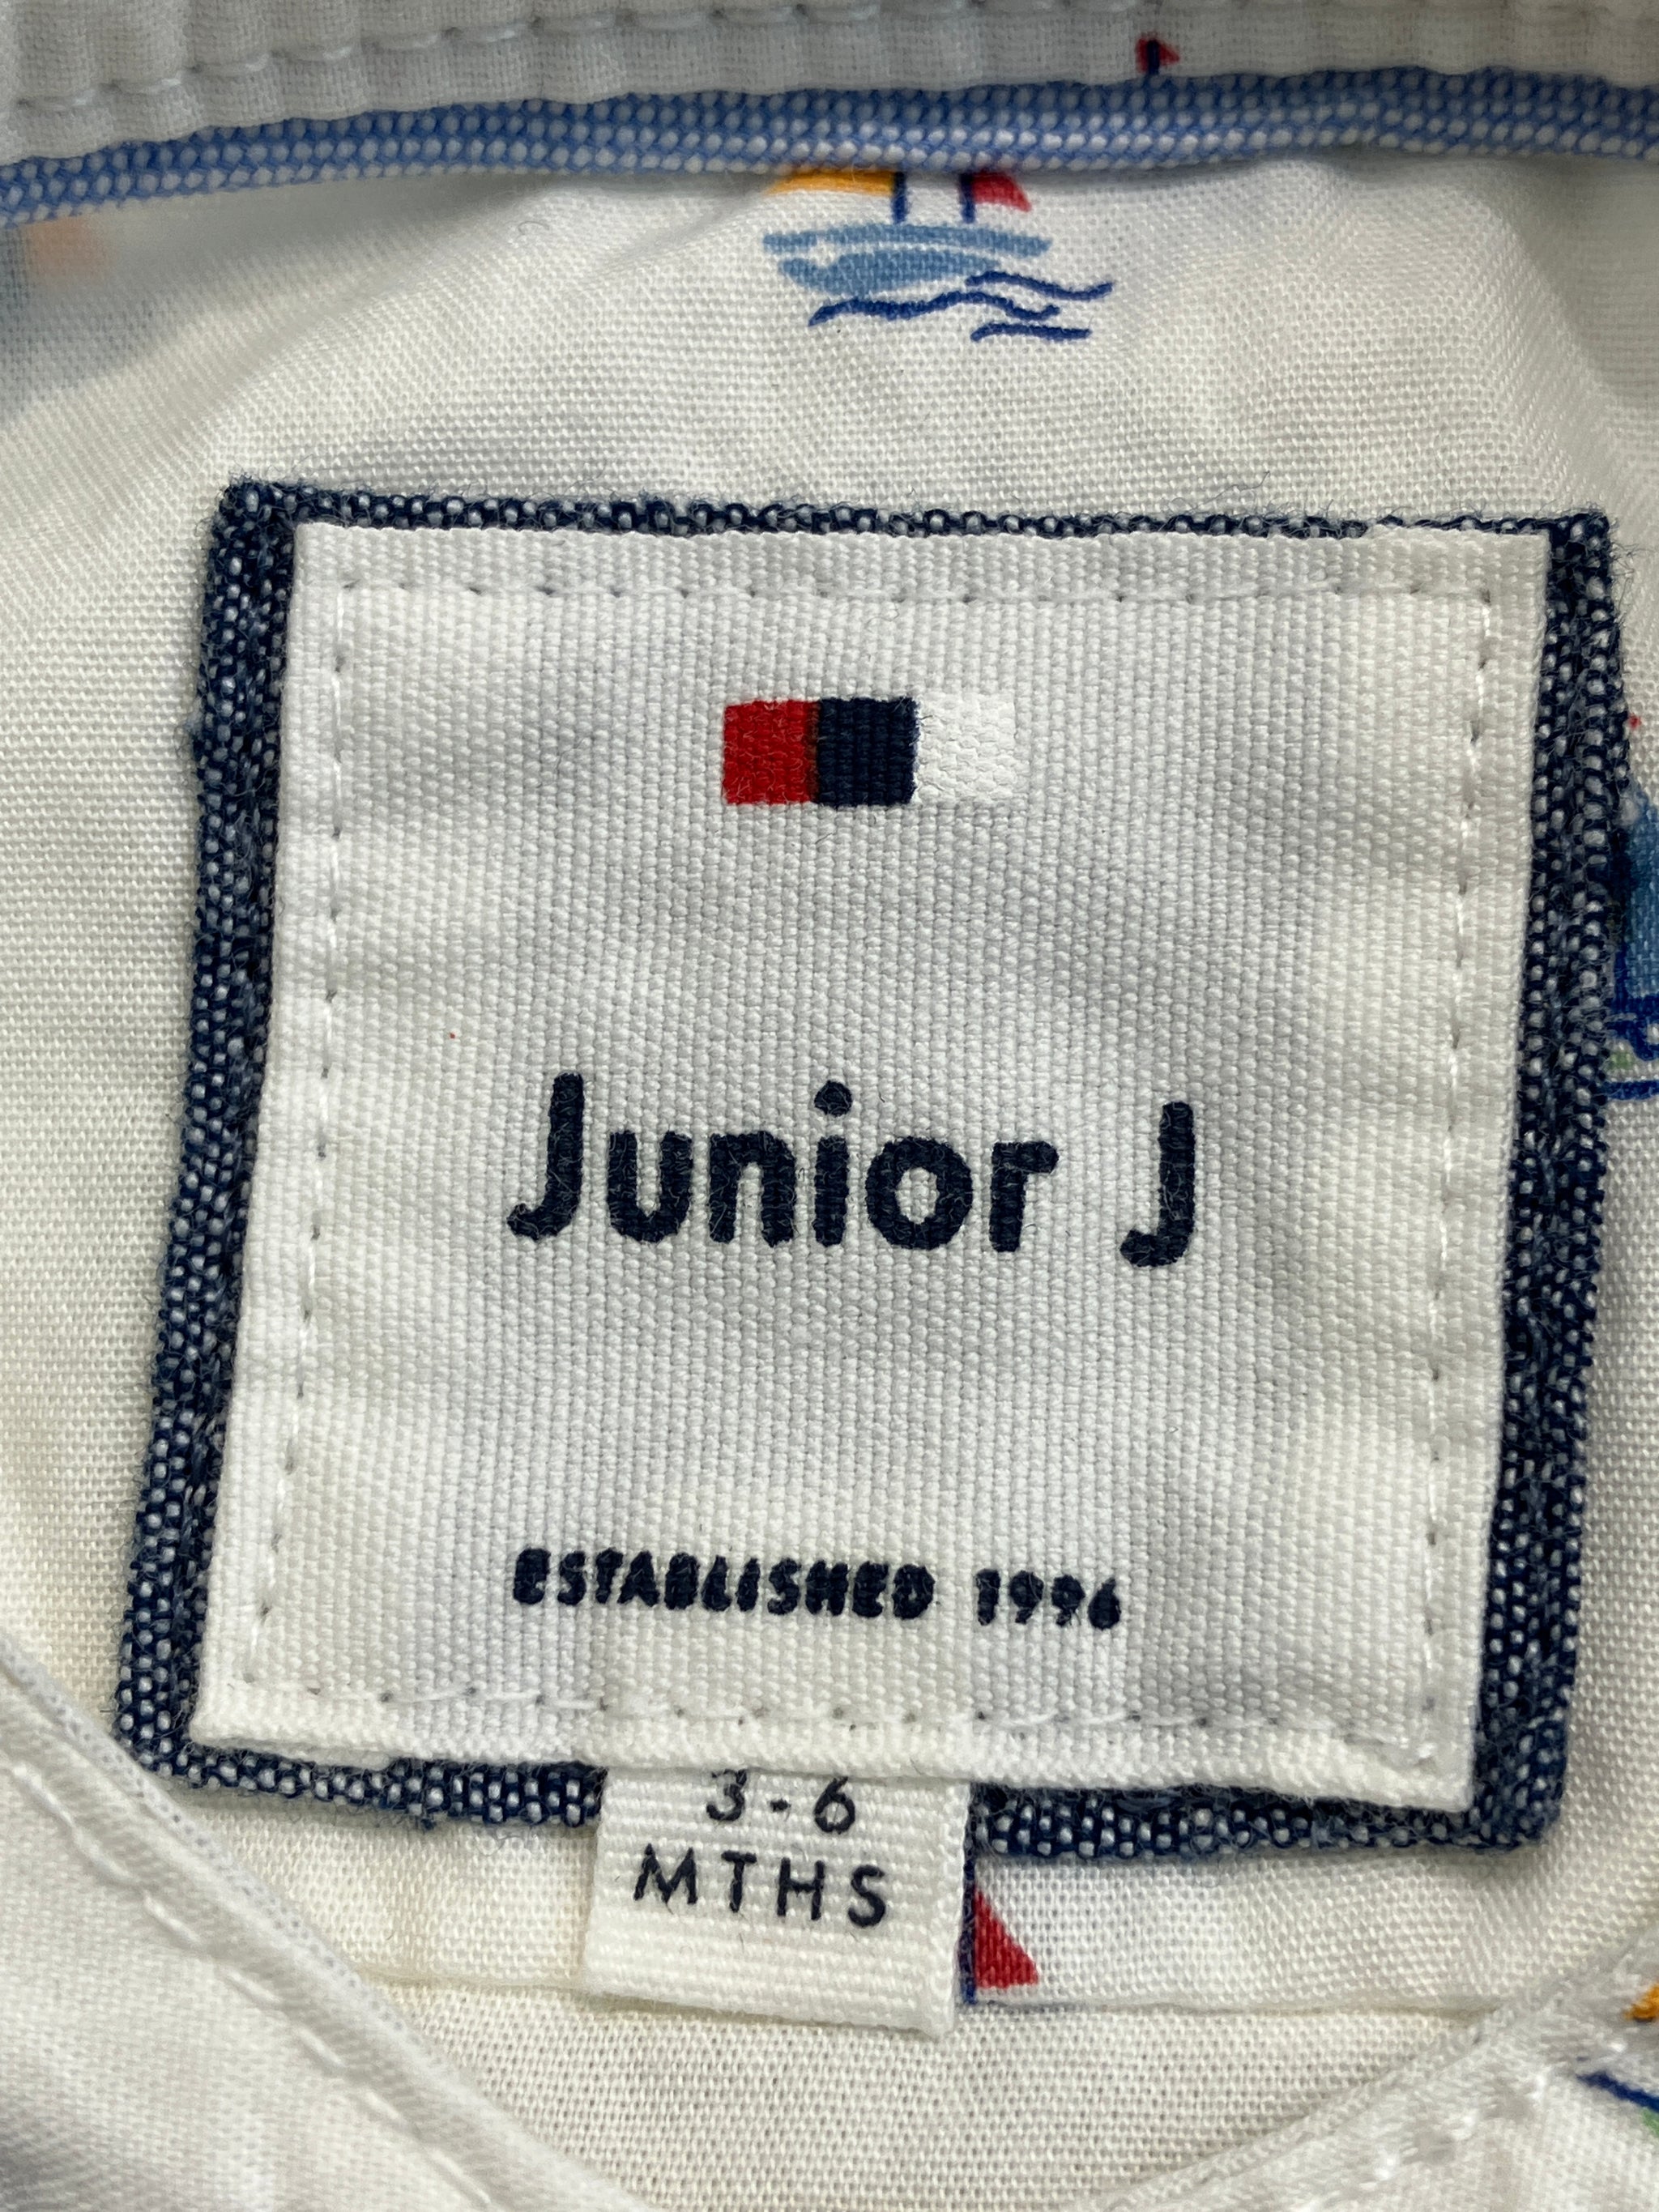 Junior J
ESTABLISHED 1996
3-6
MTHS